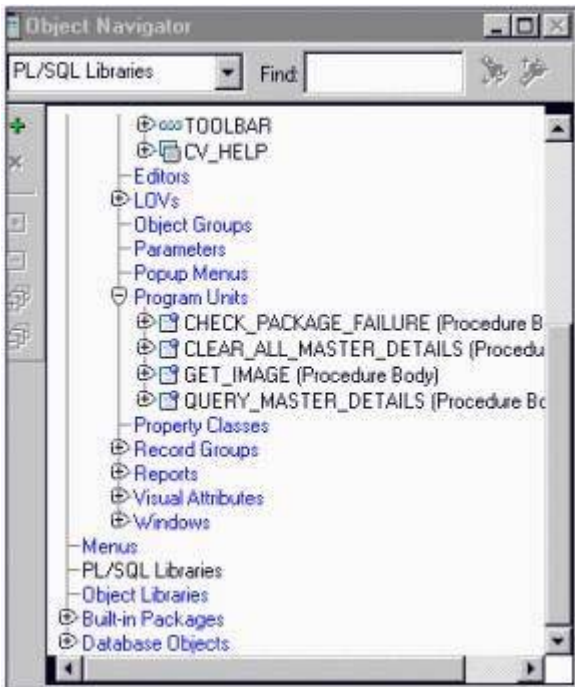 Object Navigator
PL/SQL Libraries Find:
TOOLBAR
CV_HELP
Editors
LOVs
Object Groups
Parameters
Popup Menus
Program Units
CHECK_PACKAGE_FAILURE (Procedure B
CLEAR_ALL_MASTER_DETAILS (Procedu
GET_IMAGE (Procedure Body)
QUERY_MASTER_DETAILS (Procedure Bo
Property Classes
Record Groups
Reports
Visual Attributes
Windows
Menus
PL/SQL Libraries
Object Libraries
Built-in Packages
Database Objects